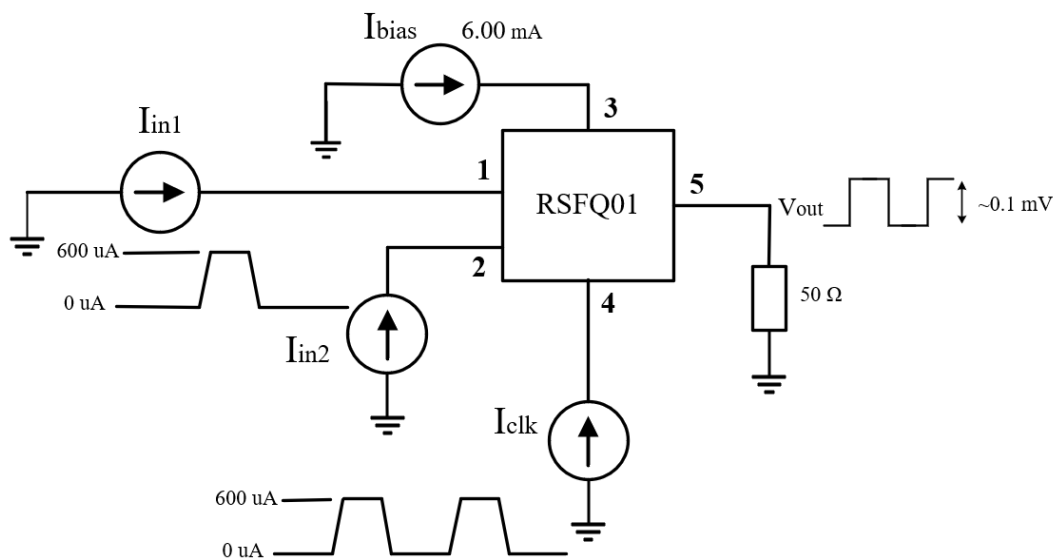 Ibias 6.00 mA
3
Iin1
1
RSFQ01
5
Vout
~0.1 mV
600 uA
2
0 uA
4
50 Ω
Iin2
Iclk
600 uA
0 uA